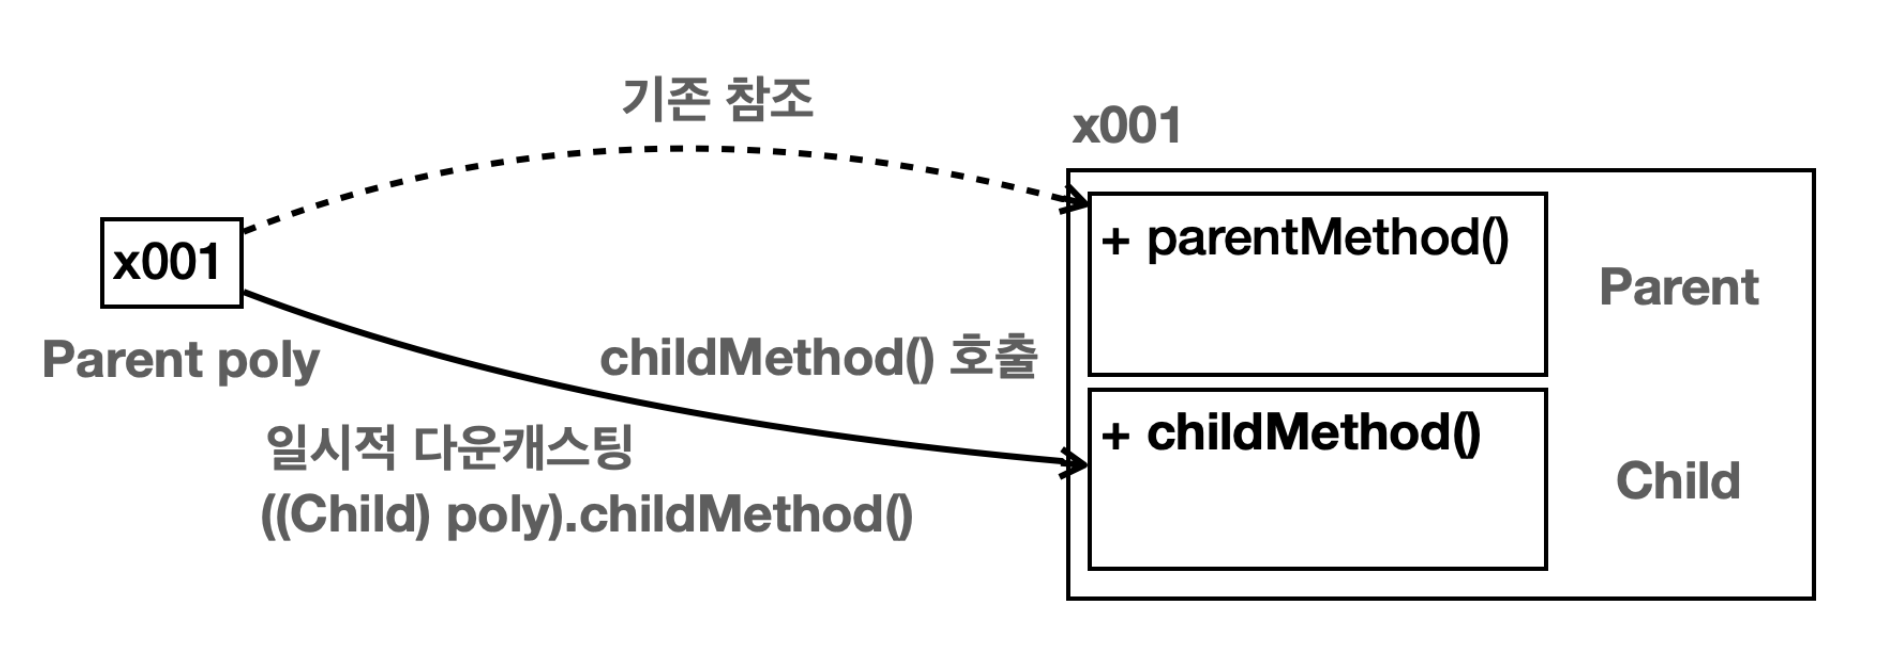 기존 참조
x001
x001
+ parentMethod()
Parent
Parent poly
childMethod() 호출
일시적 다운캐스팅
((Child) poly).childMethod()
+ childMethod()
Child